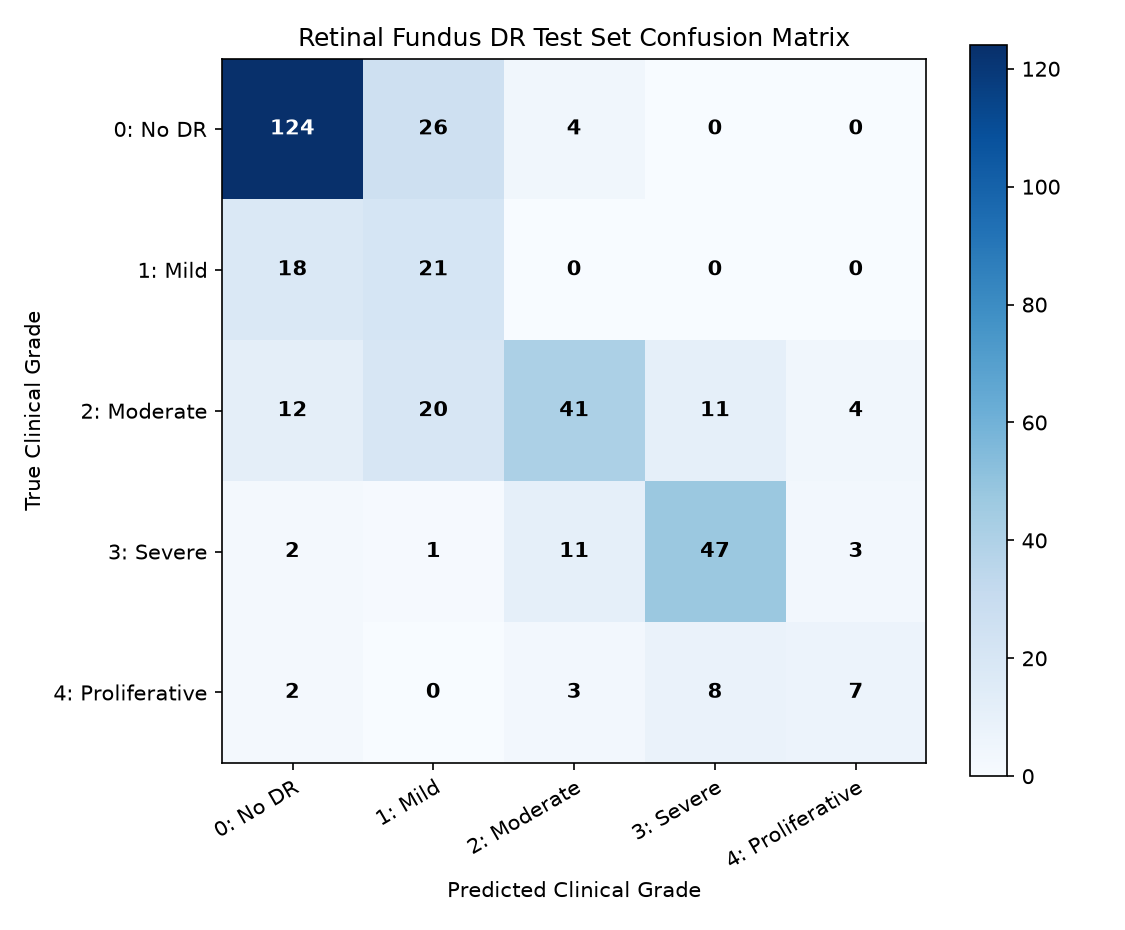 Retinal Fundus DR Test Set Confusion Matrix
0: No DR 124 26 4 0 0
1: Mild 18 21 0 0 0
2: Moderate 12 20 41 11 4
3: Severe 2 1 11 47 3
4: Proliferative 2 0 3 8 7
0: No DR 1: Mild 2: Moderate 3: Severe 4: Proliferative
Predicted Clinical Grade
True Clinical Grade
120
100
80
60
40
20
0